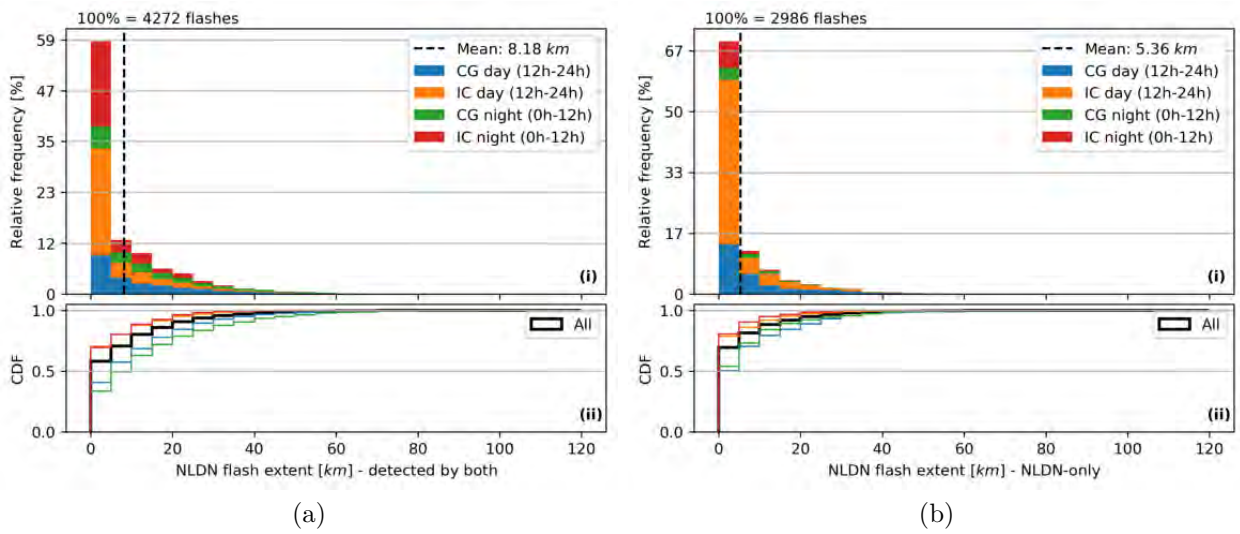 100% = 4272 flashes
59
47
35
23
12
0
Relative frequency [%]
Mean: 8.18 km
CG day (12h-24h)
IC day (12h-24h)
CG night (0h-12h)
IC night (0h-12h)
(i)
1.0
0.5
0.0
CDF
All
(ii)
0 20 40 60 80 100 120
NLDN flash extent [km] - detected by both
(a)
100% = 2986 flashes
67
50
33
17
0
Relative frequency [%]
Mean: 5.36 km
CG day (12h-24h)
IC day (12h-24h)
CG night (0h-12h)
IC night (0h-12h)
(i)
1.0
0.5
0.0
CDF
All
(ii)
0 20 40 60 80 100 120
NLDN flash extent [km] - NLDN-only
(b)